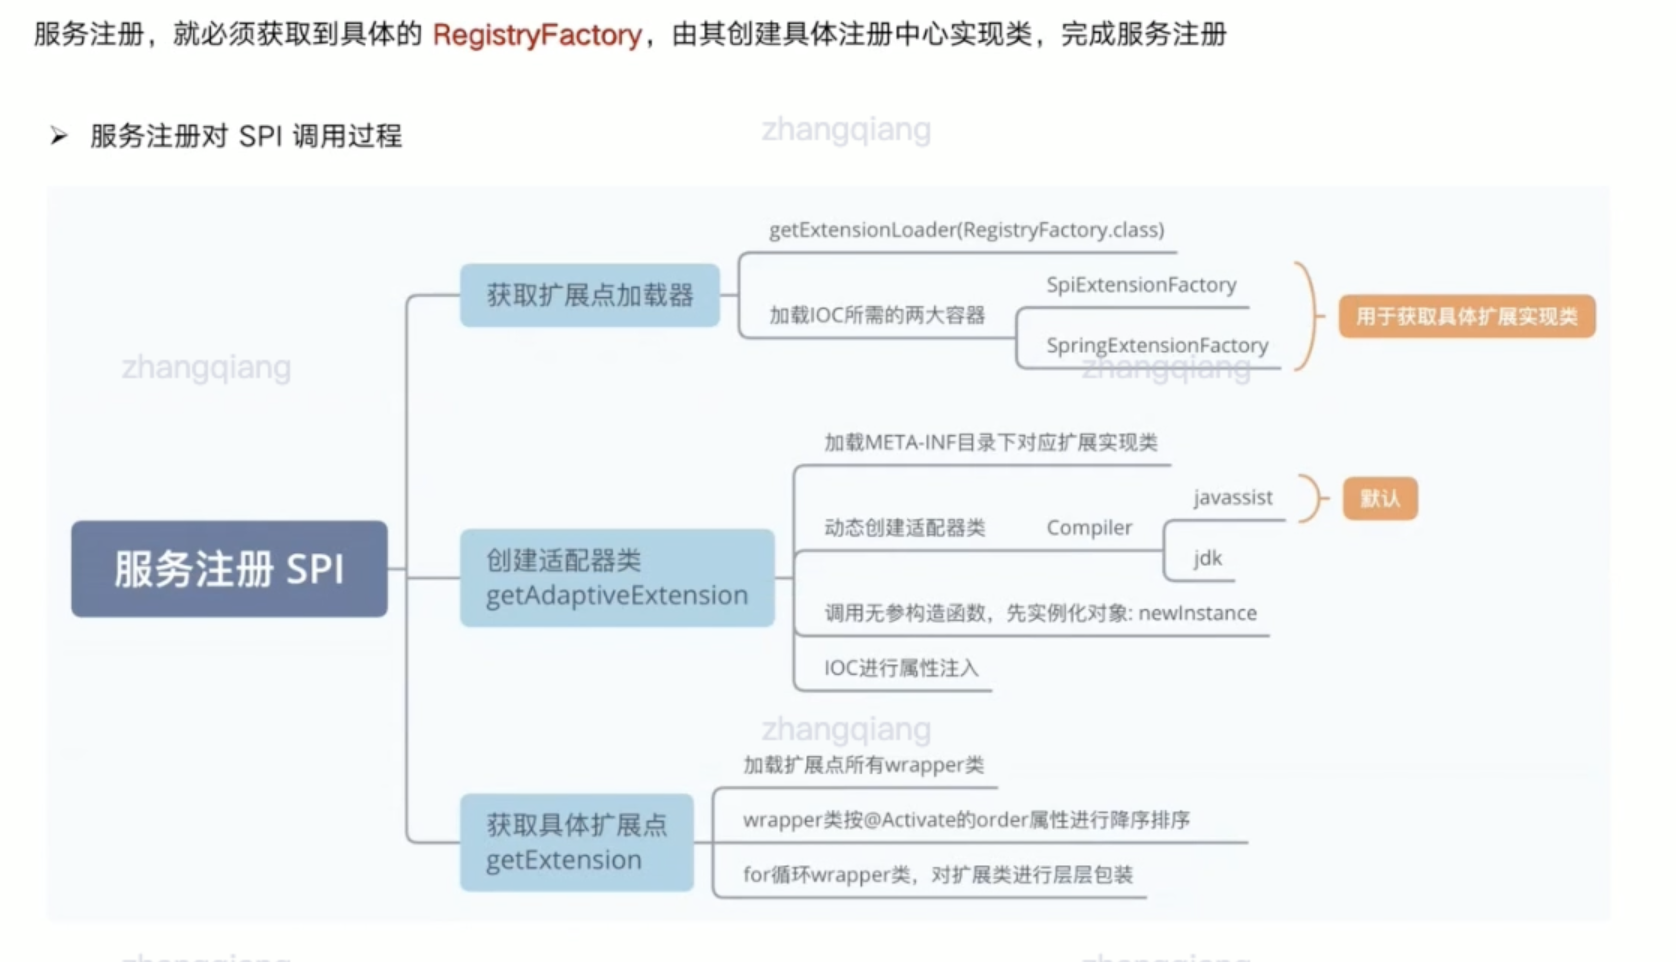 服务注册，就必须获取到具体的 RegistryFactory，由其创建具体注册中心实现类，完成服务注册
➢ 服务注册对 SPI 调用过程
zhangqiang
getExtensionLoader(RegistryFactory.class)
获取扩展点加载器
SpiExtensionFactory
加载IOC所需的两大容器
用于获取具体扩展实现类
SpringExtensionFactory
zhangqiang
zhangqiang
加载META-INF目录下对应扩展实现类
javassist
默认
动态创建适配器类
Compiler
jdk
服务注册 SPI
创建适配器类
getAdaptiveExtension
调用无参构造函数，先实例化对象: newInstance
IOC进行属性注入
zhangqiang
加载扩展点所有wrapper类
获取具体扩展点
getExtension
wrapper类按@Activate的order属性进行降序排序
for循环wrapper类，对扩展类进行层层包装
zhangqiang
zhangqiang